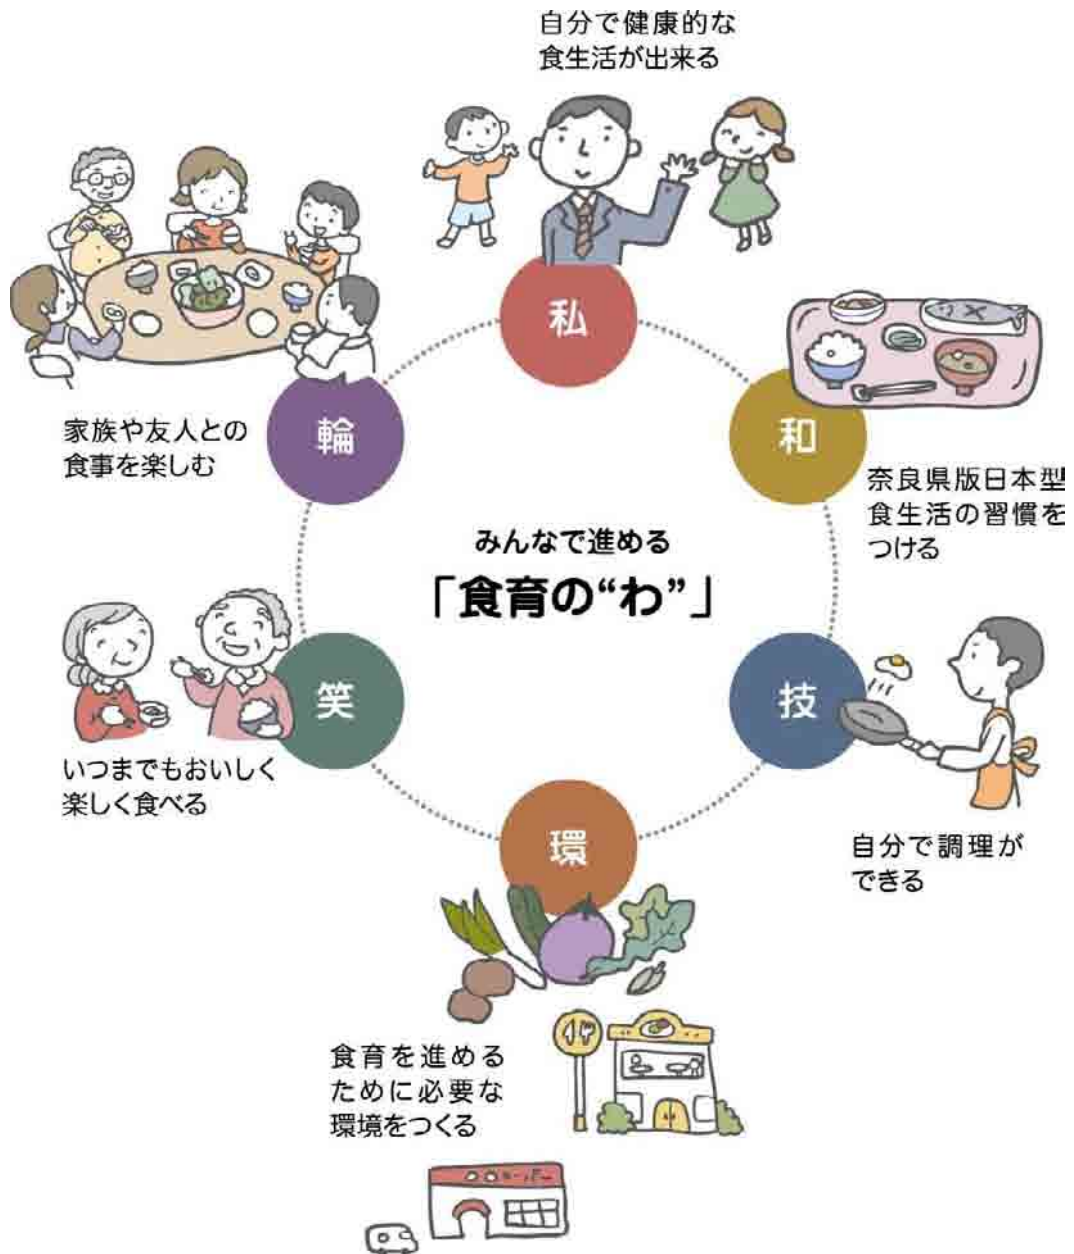 自分で健康的な
食生活が出来る
私
和
奈良県版日本型
食生活の習慣を
つける
技
自分で調理が
できる
環
食育を進める
ために必要な
環境をつくる
笑
いつまでもおいしく
楽しく食べる
輪
家族や友人との
食事を楽しむ
みんなで進める
「食育の“わ”」